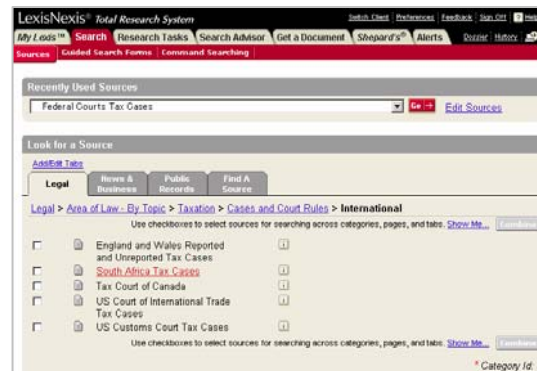 LexisNexis® Total Research System
Switch Client | Preferences | Feedback | Sign Off | ? Help
My Lexis™ Search Research Tasks Search Advisor Get a Document Shepard's® Alerts
Dossier | History |
Sources Guided Search Forms Command Searching
Recently Used Sources
Federal Courts Tax Cases Go → Edit Sources
Look for a Source
Add/Edit Tabs
Legal News & Business Public Records Find A Source
Legal > Area of Law - By Topic > Taxation > Cases and Court Rules > International
Use checkboxes to select sources for searching across categories, pages, and tabs. Show Me... Combine
England and Wales Reported
and Unreported Tax Cases
South Africa Tax Cases
Tax Court of Canada
US Court of International Trade
Tax Cases
US Customs Court Tax Cases
Use checkboxes to select sources for searching across categories, pages, and tabs. Show Me... Combine
* Category Id: